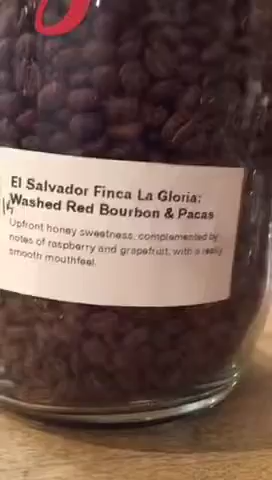 El Salvador Finca La Gloria:
Washed Red Bourbon & Pacas
Upfront honey sweetness, complemented by
notes of raspberry and grapefruit, with a really
smooth mouthfeel.